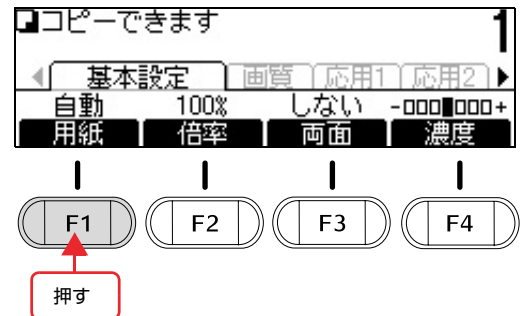 コピーできます 1
基本設定 画質 応用1 応用2
自動 100% しない -□□□■□□□+
用紙 倍率 両面 濃度
F1 F2 F3 F4
押す